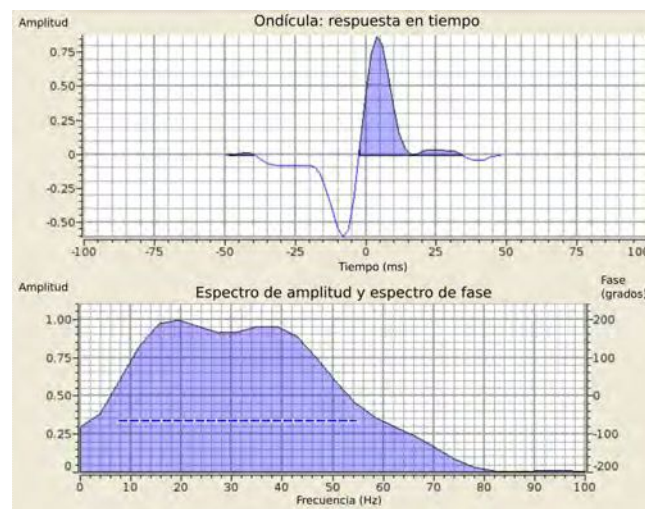 Amplitud
Ondícula: respuesta en tiempo
0.75
0.50
0.25
0
-0.25
-0.50
-100 -75 -50 -25 0 25 50 75 100
Tiempo (ms)
Amplitud
Espectro de amplitud y espectro de fase
Fase
(grados)
1.00 200
0.75 100
0.50 0
0.25 -100
0 -200
0 10 20 30 40 50 60 70 80 90 100
Frecuencia (Hz)